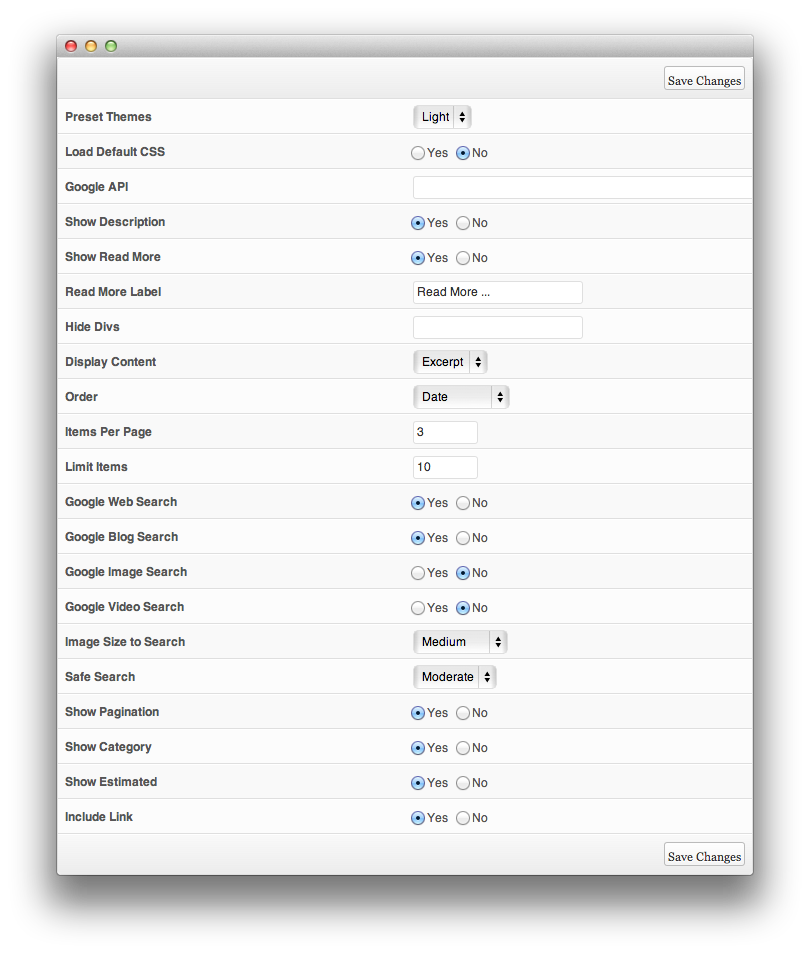 Save Changes
Preset Themes Light
Load Default CSS Yes No
Google API
Show Description Yes No
Show Read More Yes No
Read More Label Read More ...
Hide Divs
Display Content Excerpt
Order Date
Items Per Page 3
Limit Items 10
Google Web Search Yes No
Google Blog Search Yes No
Google Image Search Yes No
Google Video Search Yes No
Image Size to Search Medium
Safe Search Moderate
Show Pagination Yes No
Show Category Yes No
Show Estimated Yes No
Include Link Yes No
Save Changes